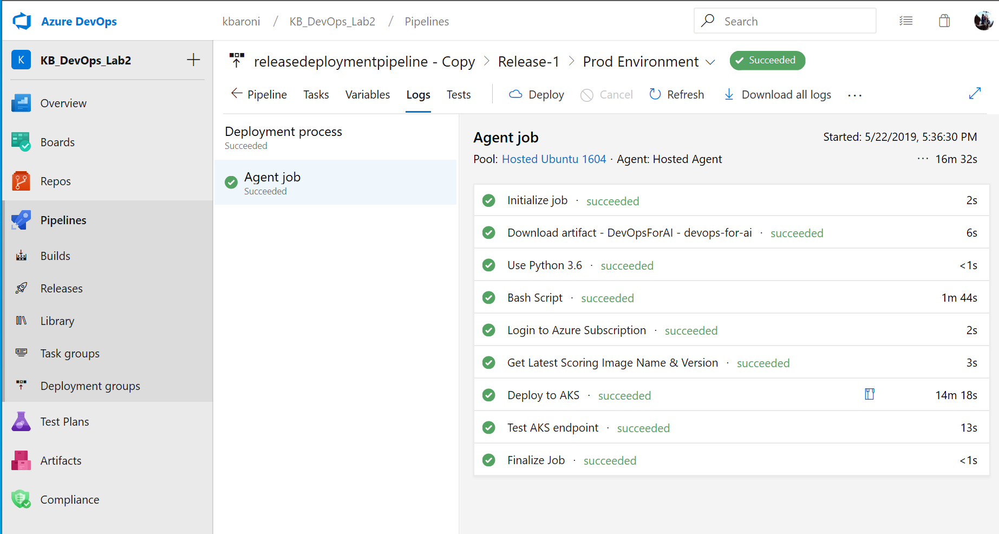 Azure DevOps
kbaroni / KB_DevOps_Lab2 / Pipelines
Search
K
KB_DevOps_Lab2
Overview
Boards
Repos
Pipelines
Builds
Releases
Library
Task groups
Deployment groups
Test Plans
Artifacts
Compliance
releasedeploymentpipeline - Copy > Release-1 > Prod Environment
Succeeded
Pipeline Tasks Variables Logs Tests Deploy Cancel Refresh Download all logs ...
Deployment process
Succeeded
Agent job
Succeeded
Agent job
Started: 5/22/2019, 5:36:30 PM
Pool: Hosted Ubuntu 1604 · Agent: Hosted Agent
··· 16m 32s
Initialize job · succeeded 2s
Download artifact - DevOpsForAI - devops-for-ai · succeeded 6s
Use Python 3.6 · succeeded <1s
Bash Script · succeeded 1m 44s
Login to Azure Subscription · succeeded 2s
Get Latest Scoring Image Name & Version · succeeded 3s
Deploy to AKS · succeeded 14m 18s
Test AKS endpoint · succeeded 13s
Finalize Job · succeeded <1s